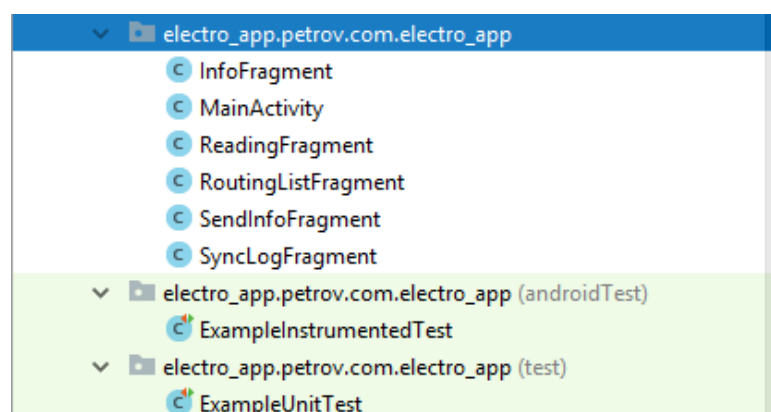 electro_app.petrov.com.electro_app
C InfoFragment
C MainActivity
C ReadingFragment
C RoutingListFragment
C SendInfoFragment
C SyncLogFragment
electro_app.petrov.com.electro_app (androidTest)
C ExampleInstrumentedTest
electro_app.petrov.com.electro_app (test)
C ExampleUnitTest